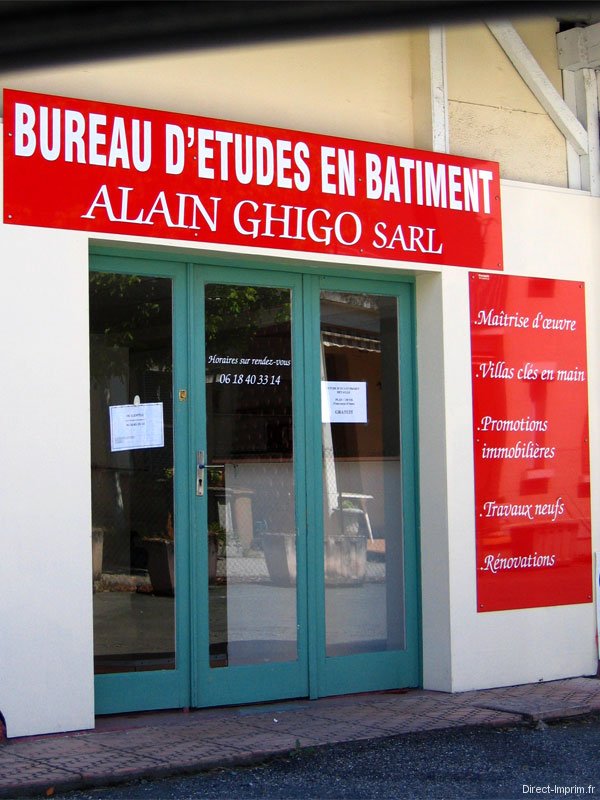 BUREAU D'ETUDES EN BATIMENT
ALAIN GHIGO SARL
Horaires sur rendez-vous
06 18 40 33 14
GRATUIT
.Maîtrise d'œuvre
.Villas clés en main
.Promotions
immobilières
.Travaux neufs
.Rénovations
Direct-Imprim.fr